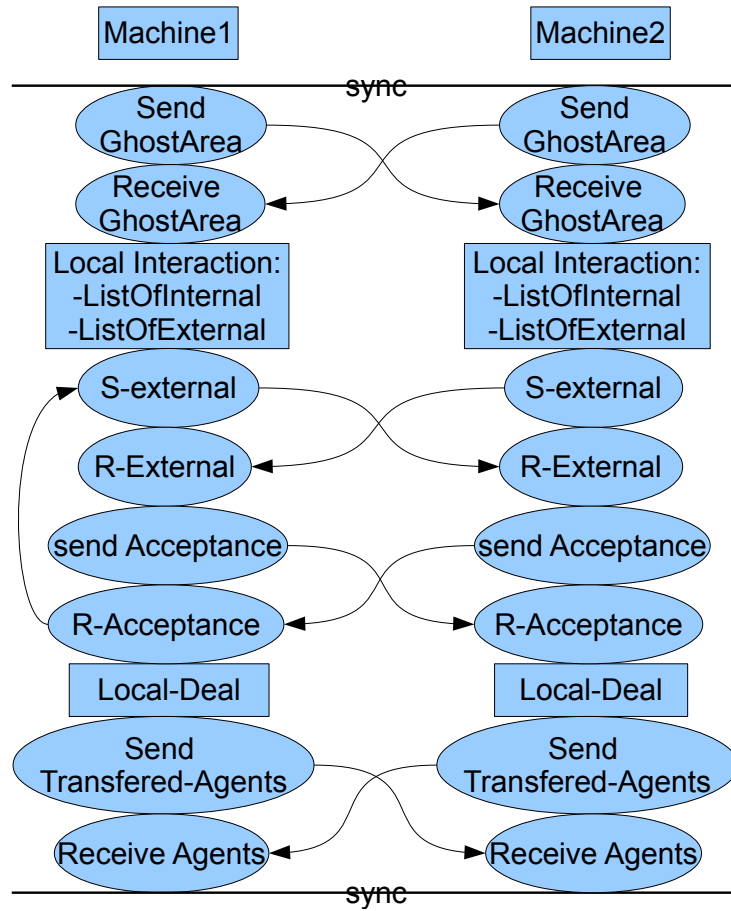 Machine1
Machine2
sync
Send
GhostArea
Send
GhostArea
Receive
GhostArea
Receive
GhostArea
Local Interaction:
-ListOfInternal
-ListOfExternal
Local Interaction:
-ListOfInternal
-ListOfExternal
S-external
S-external
R-External
R-External
send Acceptance
send Acceptance
R-Acceptance
R-Acceptance
Local-Deal
Local-Deal
Send
Transfered-Agents
Send
Transfered-Agents
Receive Agents
Receive Agents
sync